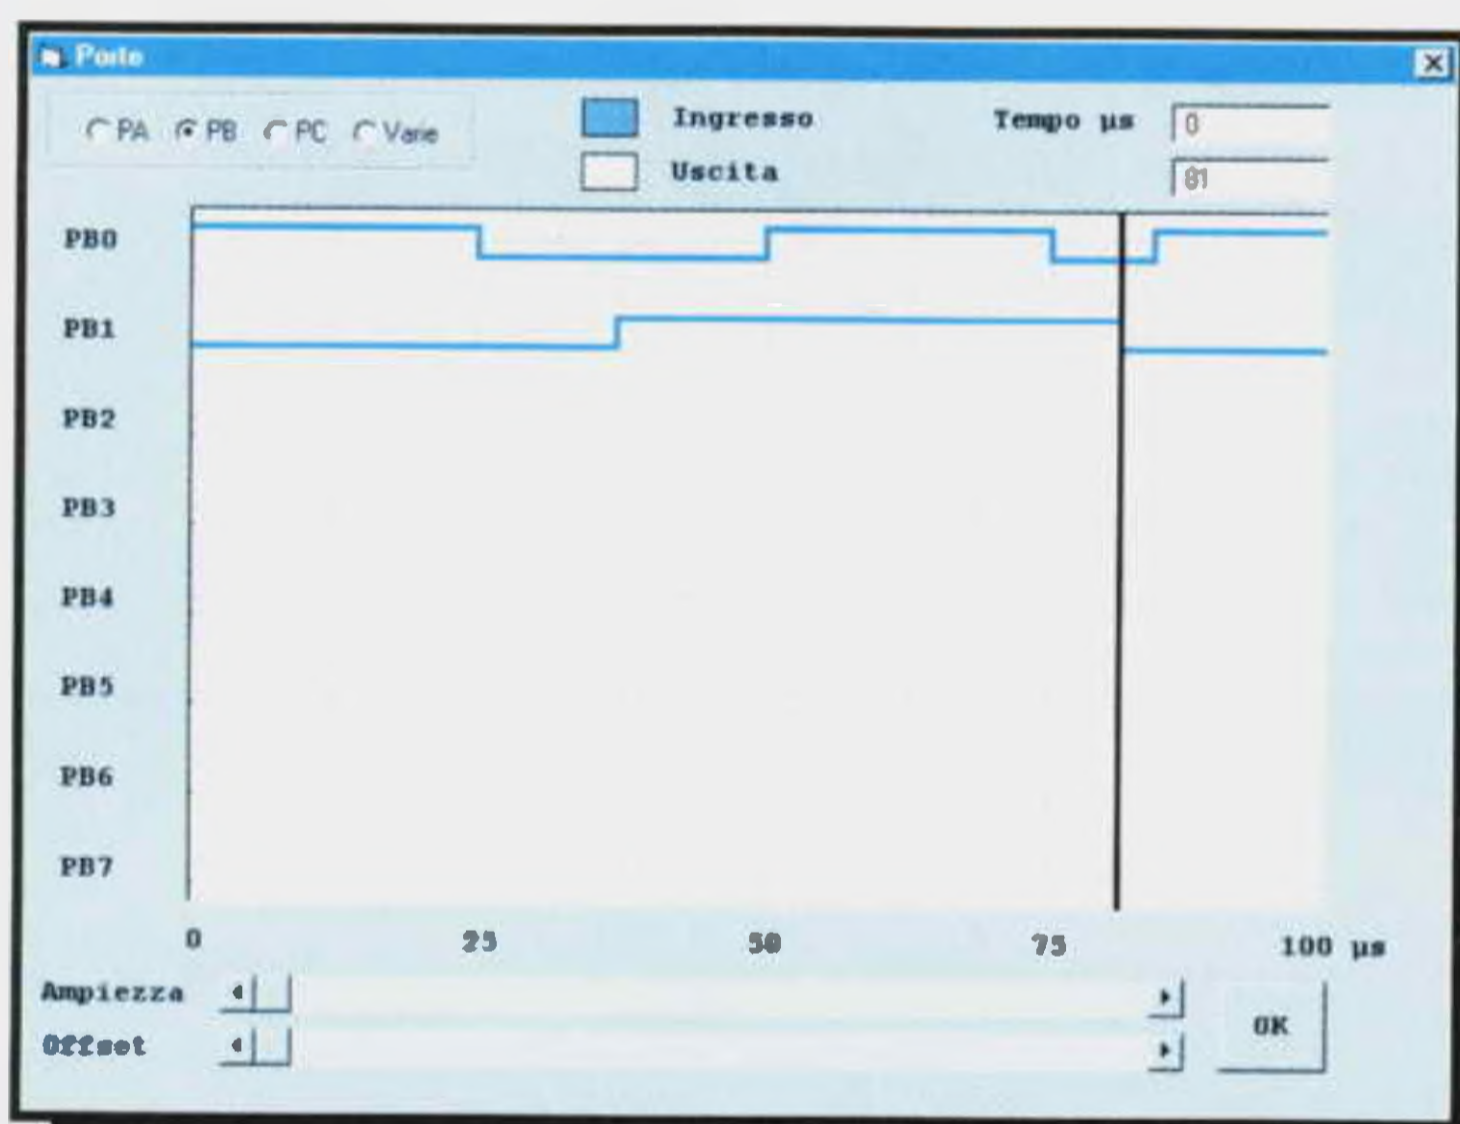 Porte
PA PB PC Varie
Ingresso
Uscita
Tempo µs
0
81
PB0
PB1
PB2
PB3
PB4
PB5
PB6
PB7
0 25 50 75 100 µs
Ampiezza
Offset
OK